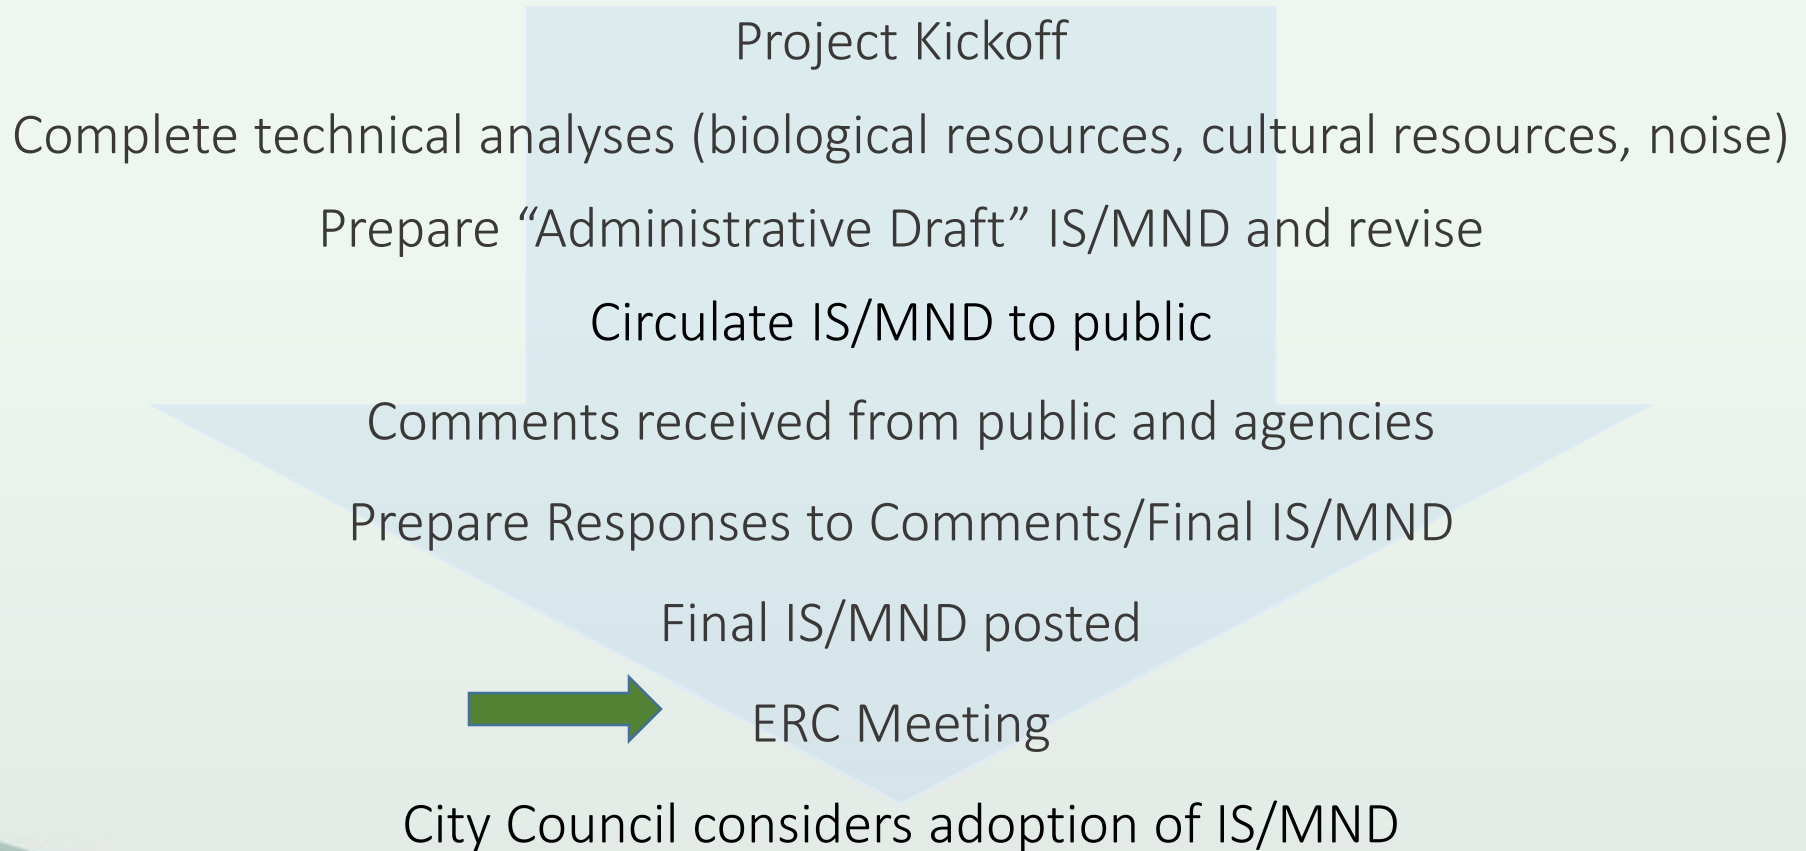 Project Kickoff
Complete technical analyses (biological resources, cultural resources, noise)
Prepare “Administrative Draft” IS/MND and revise
Circulate IS/MND to public
Comments received from public and agencies
Prepare Responses to Comments/Final IS/MND
Final IS/MND posted
ERC Meeting
City Council considers adoption of IS/MND